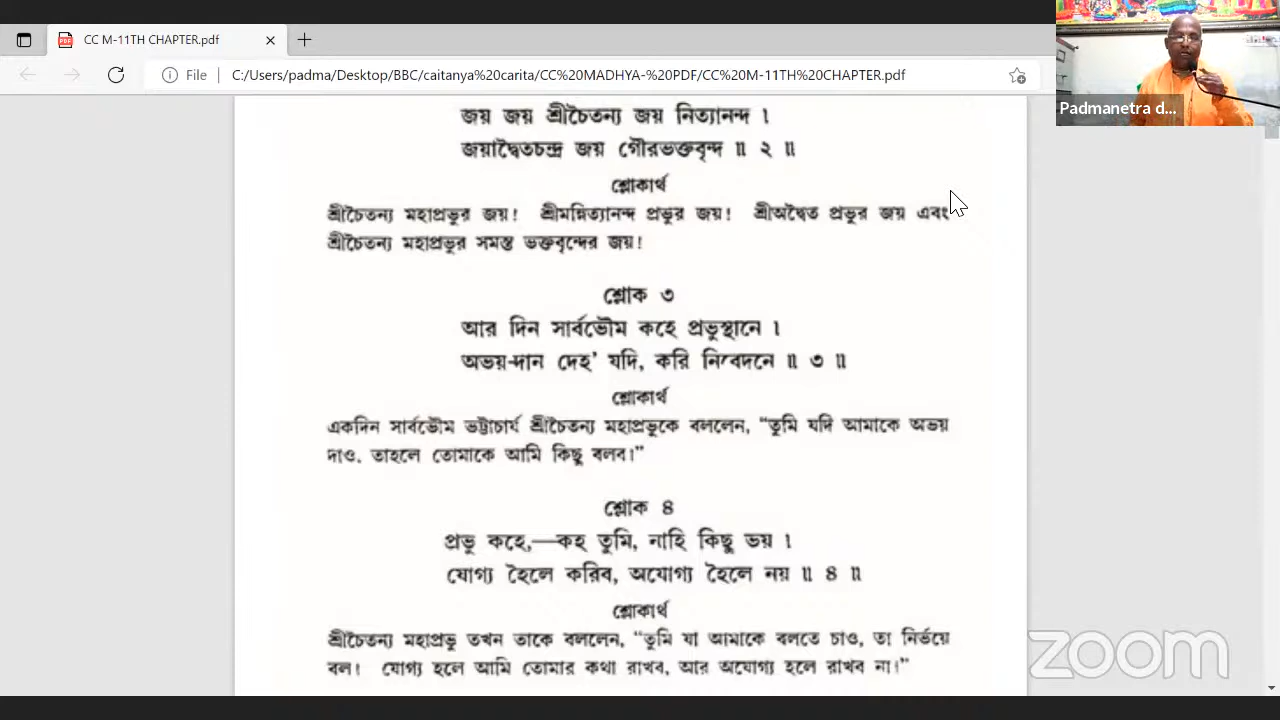 CC M-11TH CHAPTER.pdf
File
C:/Users/padma/Desktop/BBC/caitanya%20carita/CC%20MADHYA-%20PDF/CC%20M-11TH%20CHAPTER.pdf
Padmanetra d...
জয় জয় শ্রীচৈতন্য জয় নিত্যানন্দ ৷
জয়াদ্বৈতচন্দ্র জয় গৌরভক্তবৃন্দ ॥ ২ ॥
শ্লোকার্থ
শ্রীচৈতন্য মহাপ্রভুর জয়! শ্রীমন্নিত্যানন্দ প্রভুর জয়! শ্রীঅদ্বৈত প্রভুর জয় এবং
শ্রীচৈতন্য মহাপ্রভুর সমস্ত ভক্তবৃন্দের জয়!
শ্লোক ৩
আর দিন সার্বভৌম কহে প্রভুস্থানে ৷
অভয়-দান দেহ' যদি, করি নিবেদনে ॥ ৩ ॥
শ্লোকার্থ
একদিন সার্বভৌম ভট্টাচার্য শ্রীচৈতন্য মহাপ্রভুকে বললেন, “তুমি যদি আমাকে অভয়
দাও, তাহলে তোমাকে আমি কিছু বলব।”
শ্লোক ৪
প্রভু কহে,—কহ তুমি, নাহি কিছু ভয় ৷
যোগ্য হৈলে করিব, অযোগ্য হৈলে নয় ॥ ৪ ॥
শ্লোকার্থ
শ্রীচৈতন্য মহাপ্রভু তখন তাকে বললেন, “তুমি যা আমাকে বলতে চাও, তা নির্ভয়ে
বল! যোগ্য হলে আমি তোমার কথা রাখব, আর অযোগ্য হলে রাখব না।”
zoom